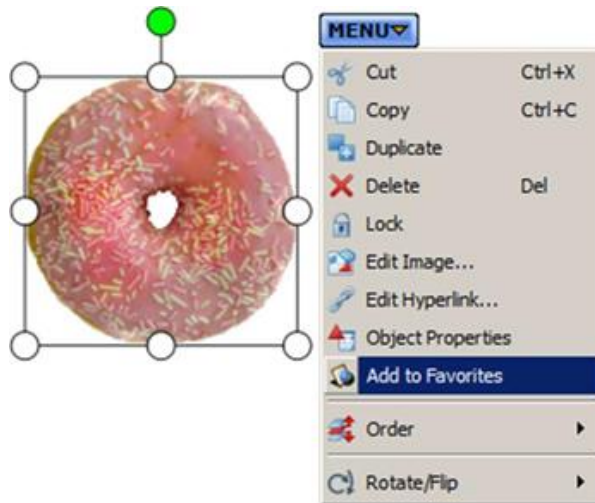 MENU
Cut Ctrl+X
Copy Ctrl+C
Duplicate
Delete Del
Lock
Edit Image...
Edit Hyperlink...
Object Properties
Add to Favorites
Order
Rotate/Flip